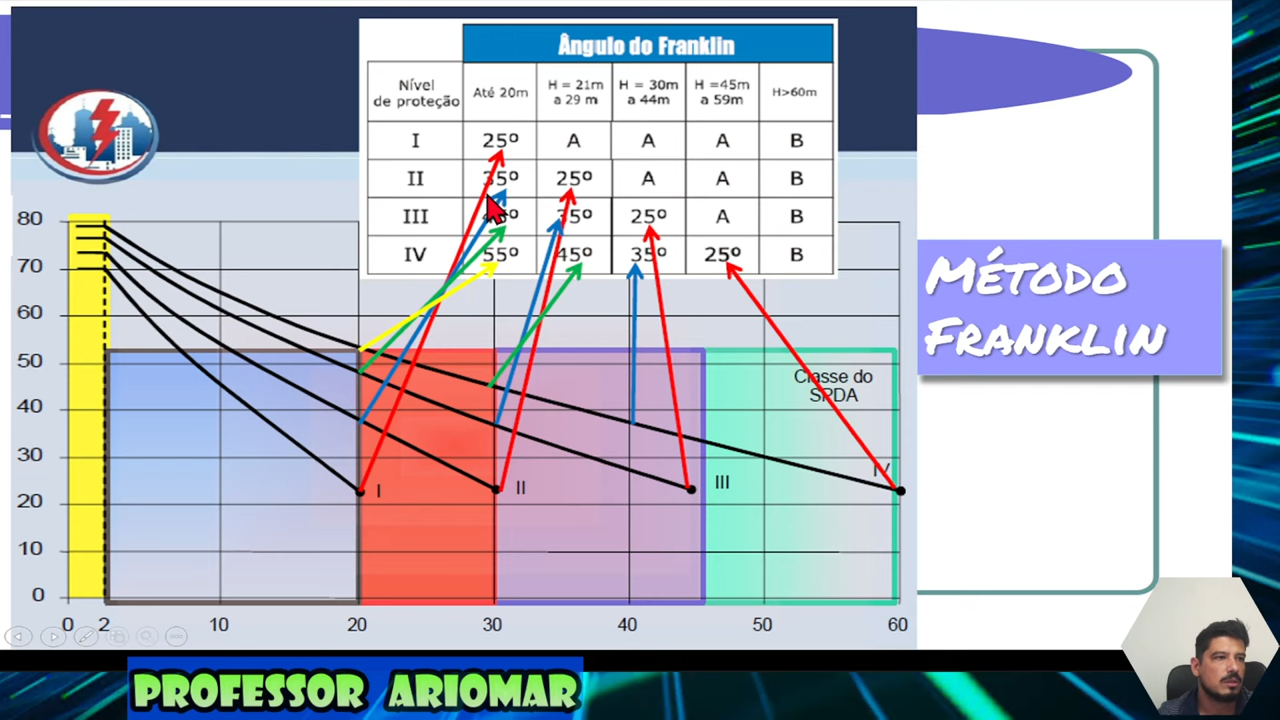 Ângulo do Franklin
Nível de proteção Até 20m H = 21m a 29 m H = 30m a 44m H =45m a 59m H>60m
I 25º A A A B
II 35º 25º A A B
III 35º 25º A B
IV 55º 45º 35º 25º B
80
70
60
50
40
30
20
10
0
Classe do
SPDA
I
II
III
IV
0 2 10 20 30 40 50 60
Método
Franklin
PROFESSOR ARIOMAR